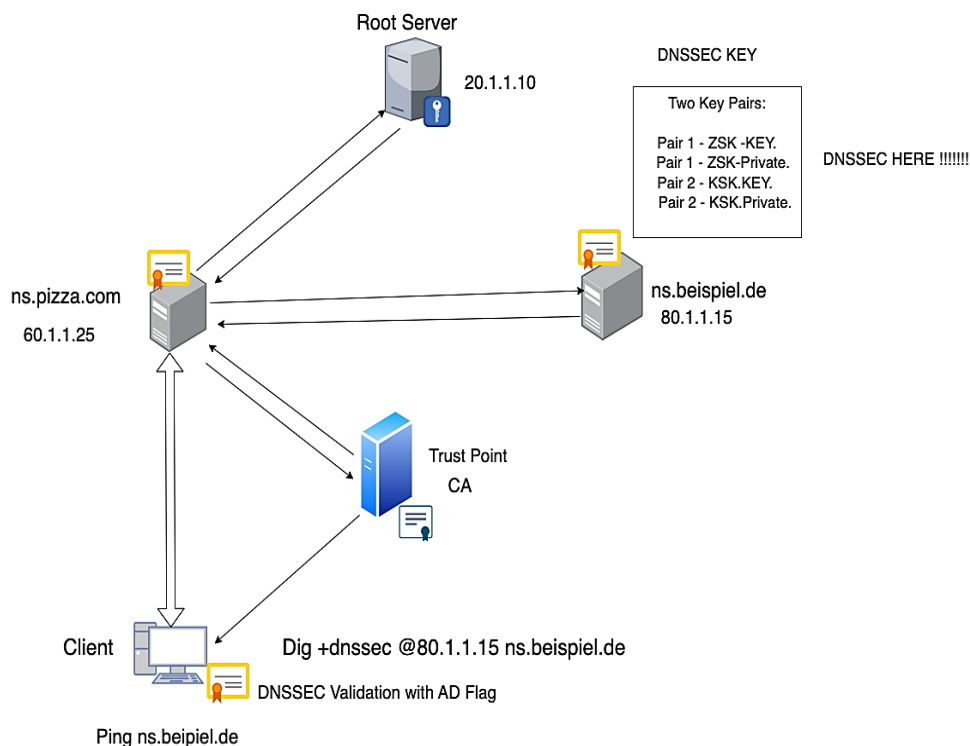 Root Server
20.1.1.10
DNSSEC KEY
Two Key Pairs:
Pair 1 - ZSK -KEY.
Pair 1 - ZSK-Private.
Pair 2 - KSK.KEY.
Pair 2 - KSK.Private.
DNSSEC HERE !!!!!!!
ns.pizza.com
60.1.1.25
ns.beispiel.de
80.1.1.15
Trust Point
CA
Client
Dig +dnssec @80.1.1.15 ns.beispiel.de
DNSSEC Validation with AD Flag
Ping ns.beipiel.de